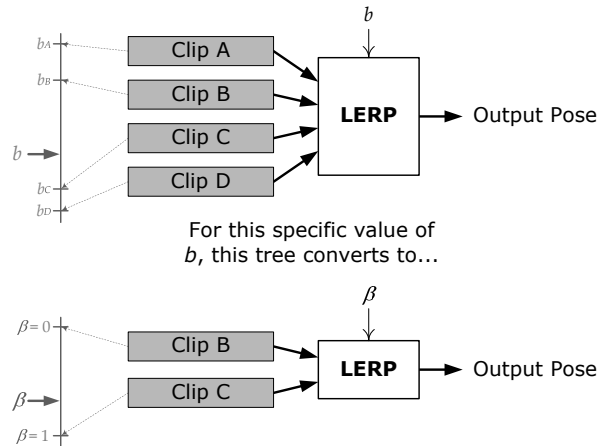 b
bA
Clip A
bB
Clip B
LERP
Output Pose
Clip C
b
bC
Clip D
bD
For this specific value of
b, this tree converts to...
β
β = 0
Clip B
LERP
Output Pose
Clip C
β
β = 1